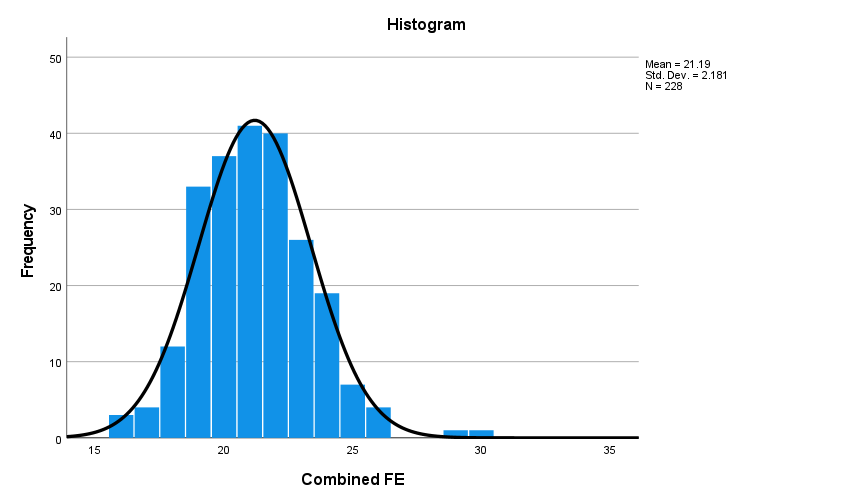 Histogram
50
40
30
20
10
0
Frequency
15 20 25 30 35
Combined FE
Mean = 21.19
Std. Dev. = 2.181
N = 228